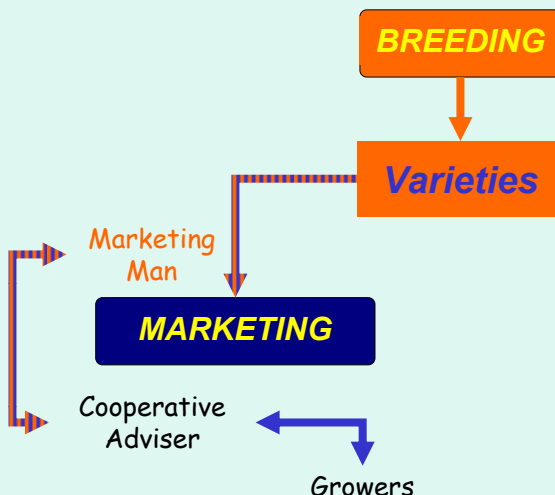 BREEDING
Varieties
Marketing
Man
MARKETING
Cooperative
Adviser
Growers